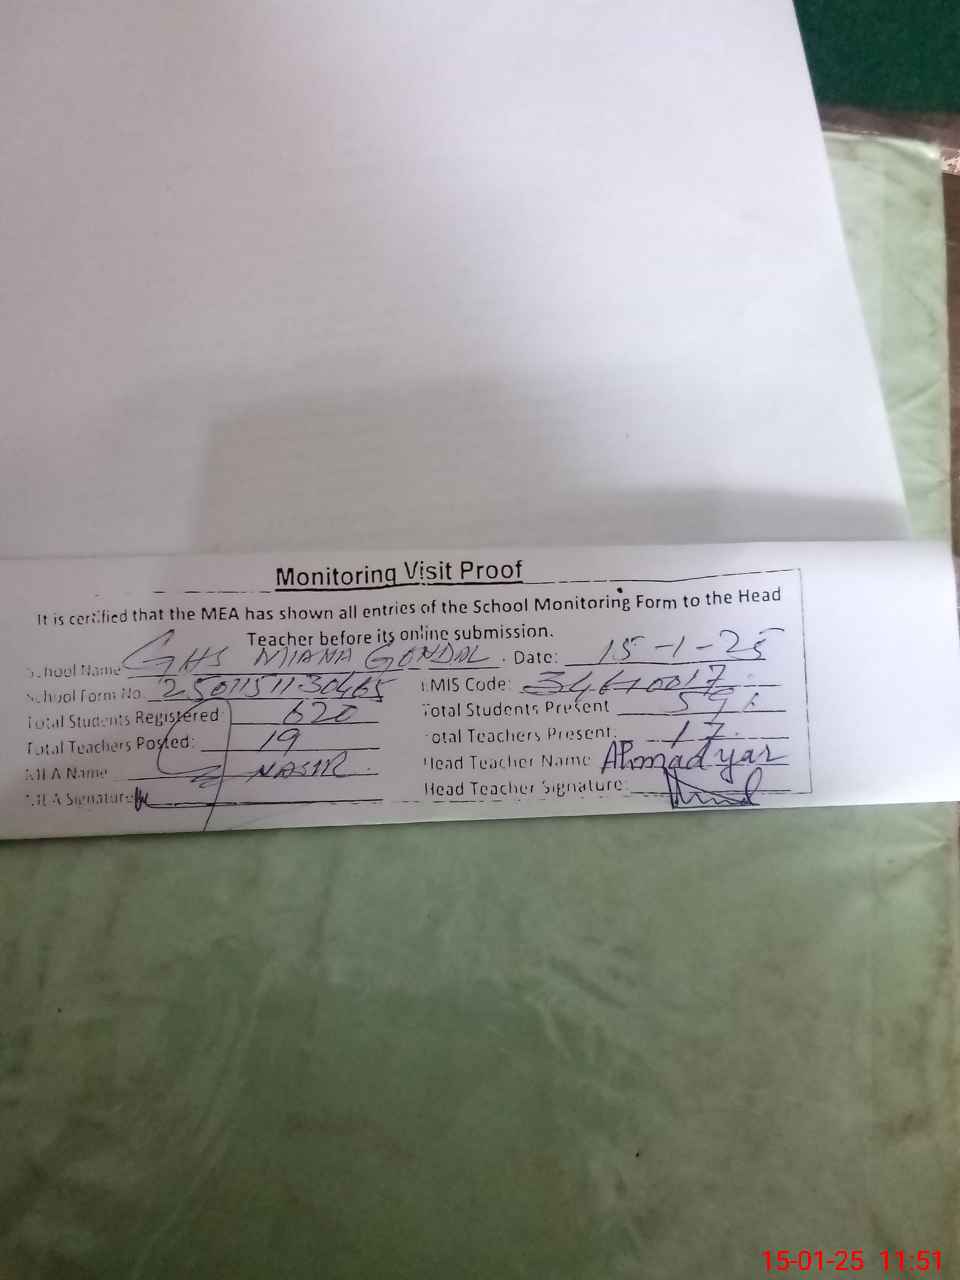 Monitoring Visit Proof
It is certified that the MEA has shown all entries of the School Monitoring Form to the Head
Teacher before its online submission.
School Name GHS MIANA GONDAL . Date: 15-1-25
School Form No. EMIS Code: 34610017
Total Students Registered 620 Total Students Present
Total Teachers Posted: 19 Total Teachers Present: 17
MEA Name NASIR Head Teacher Name Ahmad yar
MEA Signature Head Teacher Signature:
15-01-25 11:51